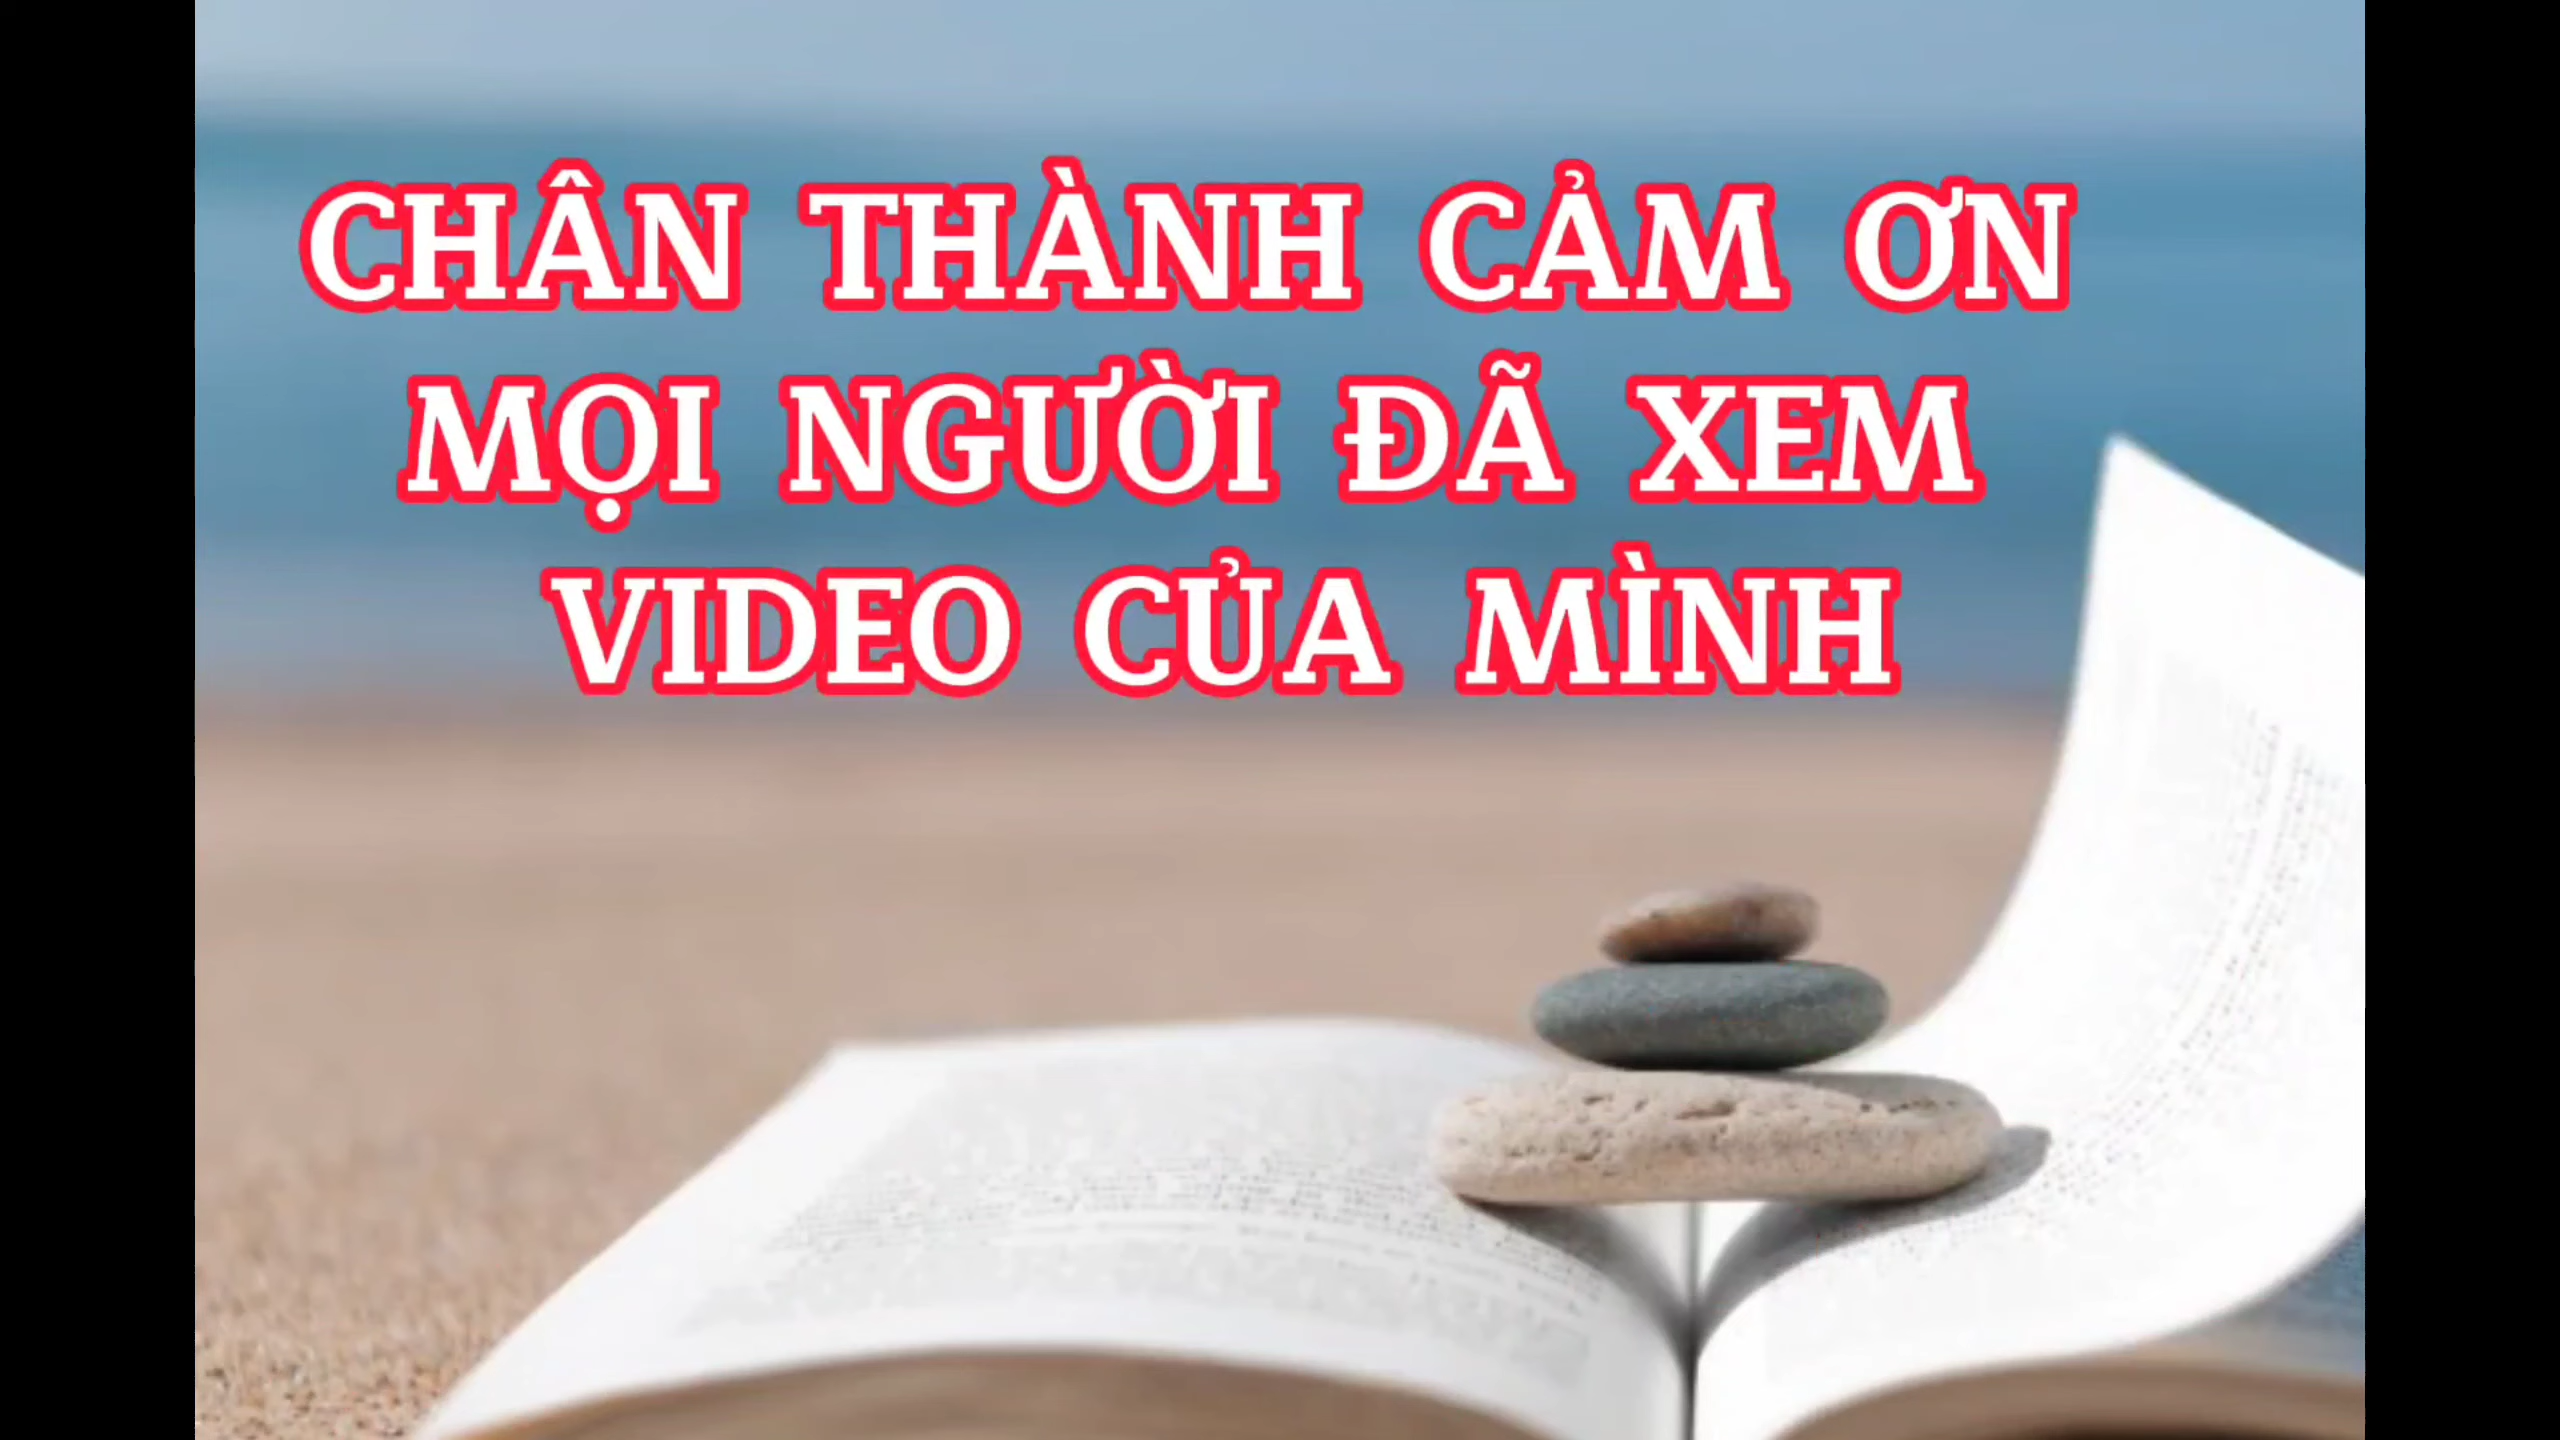 CHÂN THÀNH CẢM ƠN
MỌI NGƯỜI ĐÃ XEM
VIDEO CỦA MÌNH